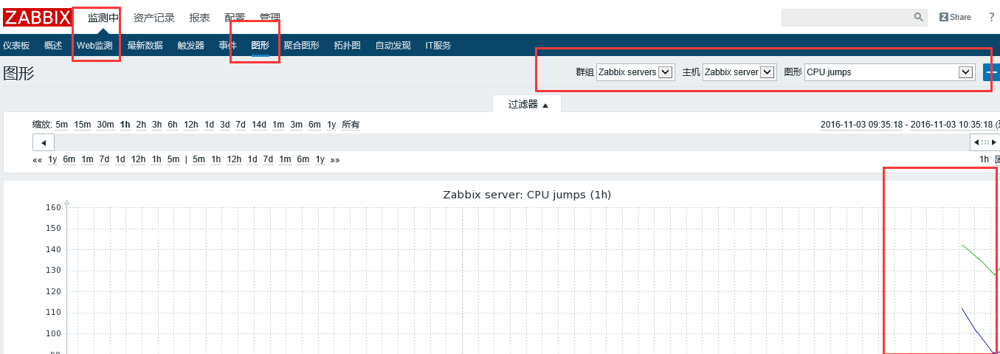 ZABBIX 监测中 资产记录 报表 配置 管理 Z Share ?
仪表板 概述 Web监测 最新数据 触发器 事件 图形 聚合图形 拓扑图 自动发现 IT服务
图形 群组 Zabbix servers 主机 Zabbix server 图形 CPU jumps
过滤器 ▲
缩放: 5m 15m 30m 1h 2h 3h 6h 12h 1d 3d 7d 14d 1m 3m 6m 1y 所有 2016-11-03 09:35:18 - 2016-11-03 10:35:18
«« 1y 6m 1m 7d 1d 12h 1h 5m | 5m 1h 12h 1d 7d 1m 6m 1y »» 1h
Zabbix server: CPU jumps (1h)
160
150
140
130
120
110
100
90